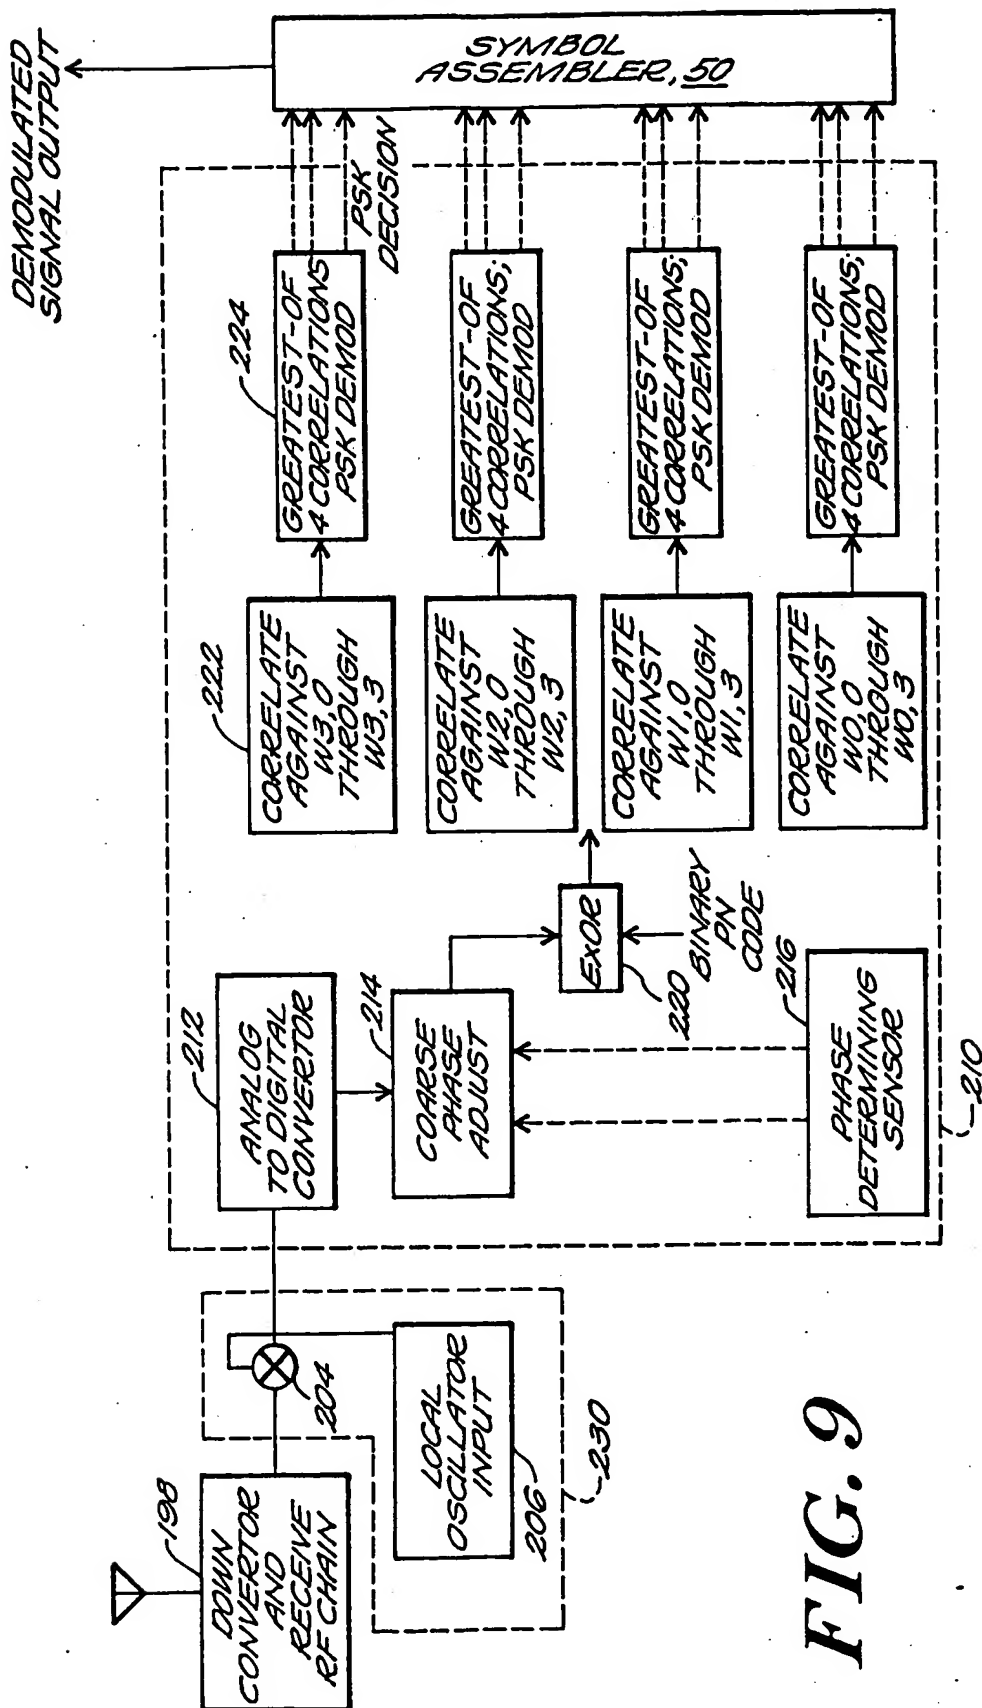 DEMODULATED
SIGNAL OUTPUT
SYMBOL
ASSEMBLER, 50
PSK
DECISION
224
GREATEST-OF
4 CORRELATIONS
PSK DEMOD
GREATEST-OF
4 CORRELATIONS;
PSK DEMOD
GREATEST-OF
4 CORRELATIONS;
PSK DEMOD
GREATEST-OF
4 CORRELATIONS;
PSK DEMOD
222
CORRELATE
AGAINST
W3,0
THROUGH
W3,3
CORRELATE
AGAINST
W2,0
THROUGH
W2,3
CORRELATE
AGAINST
W1,0
THROUGH
W1,3
CORRELATE
AGAINST
W0,0
THROUGH
W0,3
EXOR
220
BINARY
PN
CODE
212
ANALOG
TO DIGITAL
CONVERTOR
214
COARSE
PHASE
ADJUST
216
PHASE
DETERMINING
SENSOR
210
204
LOCAL
OSCILLATOR
INPUT
206
230
198
DOWN
CONVERTOR
AND
RECEIVE
RF CHAIN
FIG. 9